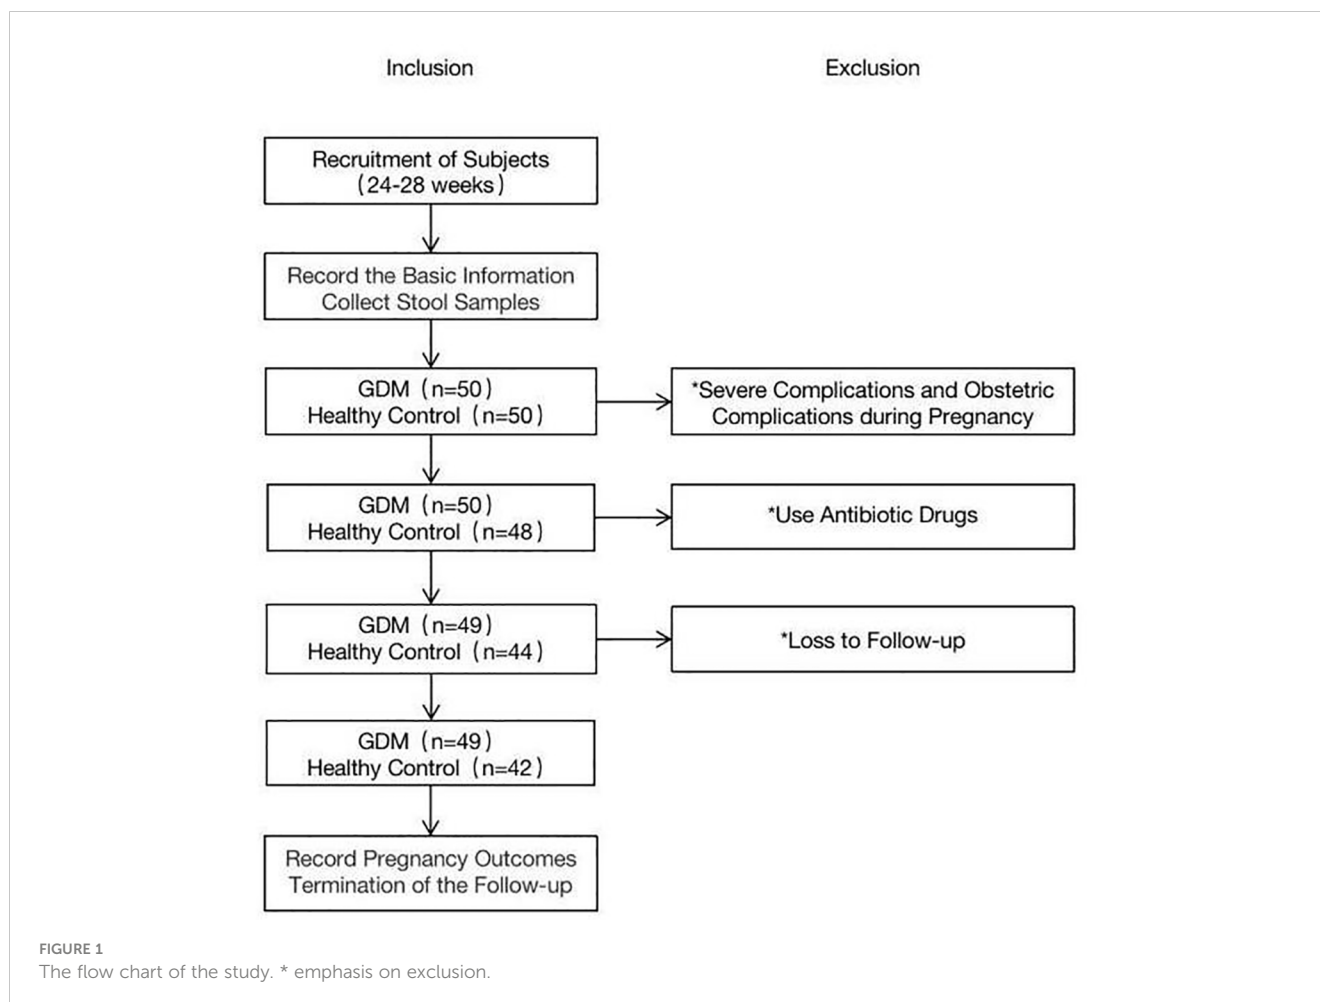 Inclusion
Exclusion
Recruitment of Subjects
(24-28 weeks)
Record the Basic Information
Collect Stool Samples
GDM (n=50)
Healthy Control (n=50)
*Severe Complications and Obstetric
Complications during Pregnancy
GDM (n=50)
Healthy Control (n=48)
*Use Antibiotic Drugs
GDM (n=49)
Healthy Control (n=44)
*Loss to Follow-up
GDM (n=49)
Healthy Control (n=42)
Record Pregnancy Outcomes
Termination of the Follow-up
FIGURE 1
The flow chart of the study. * emphasis on exclusion.